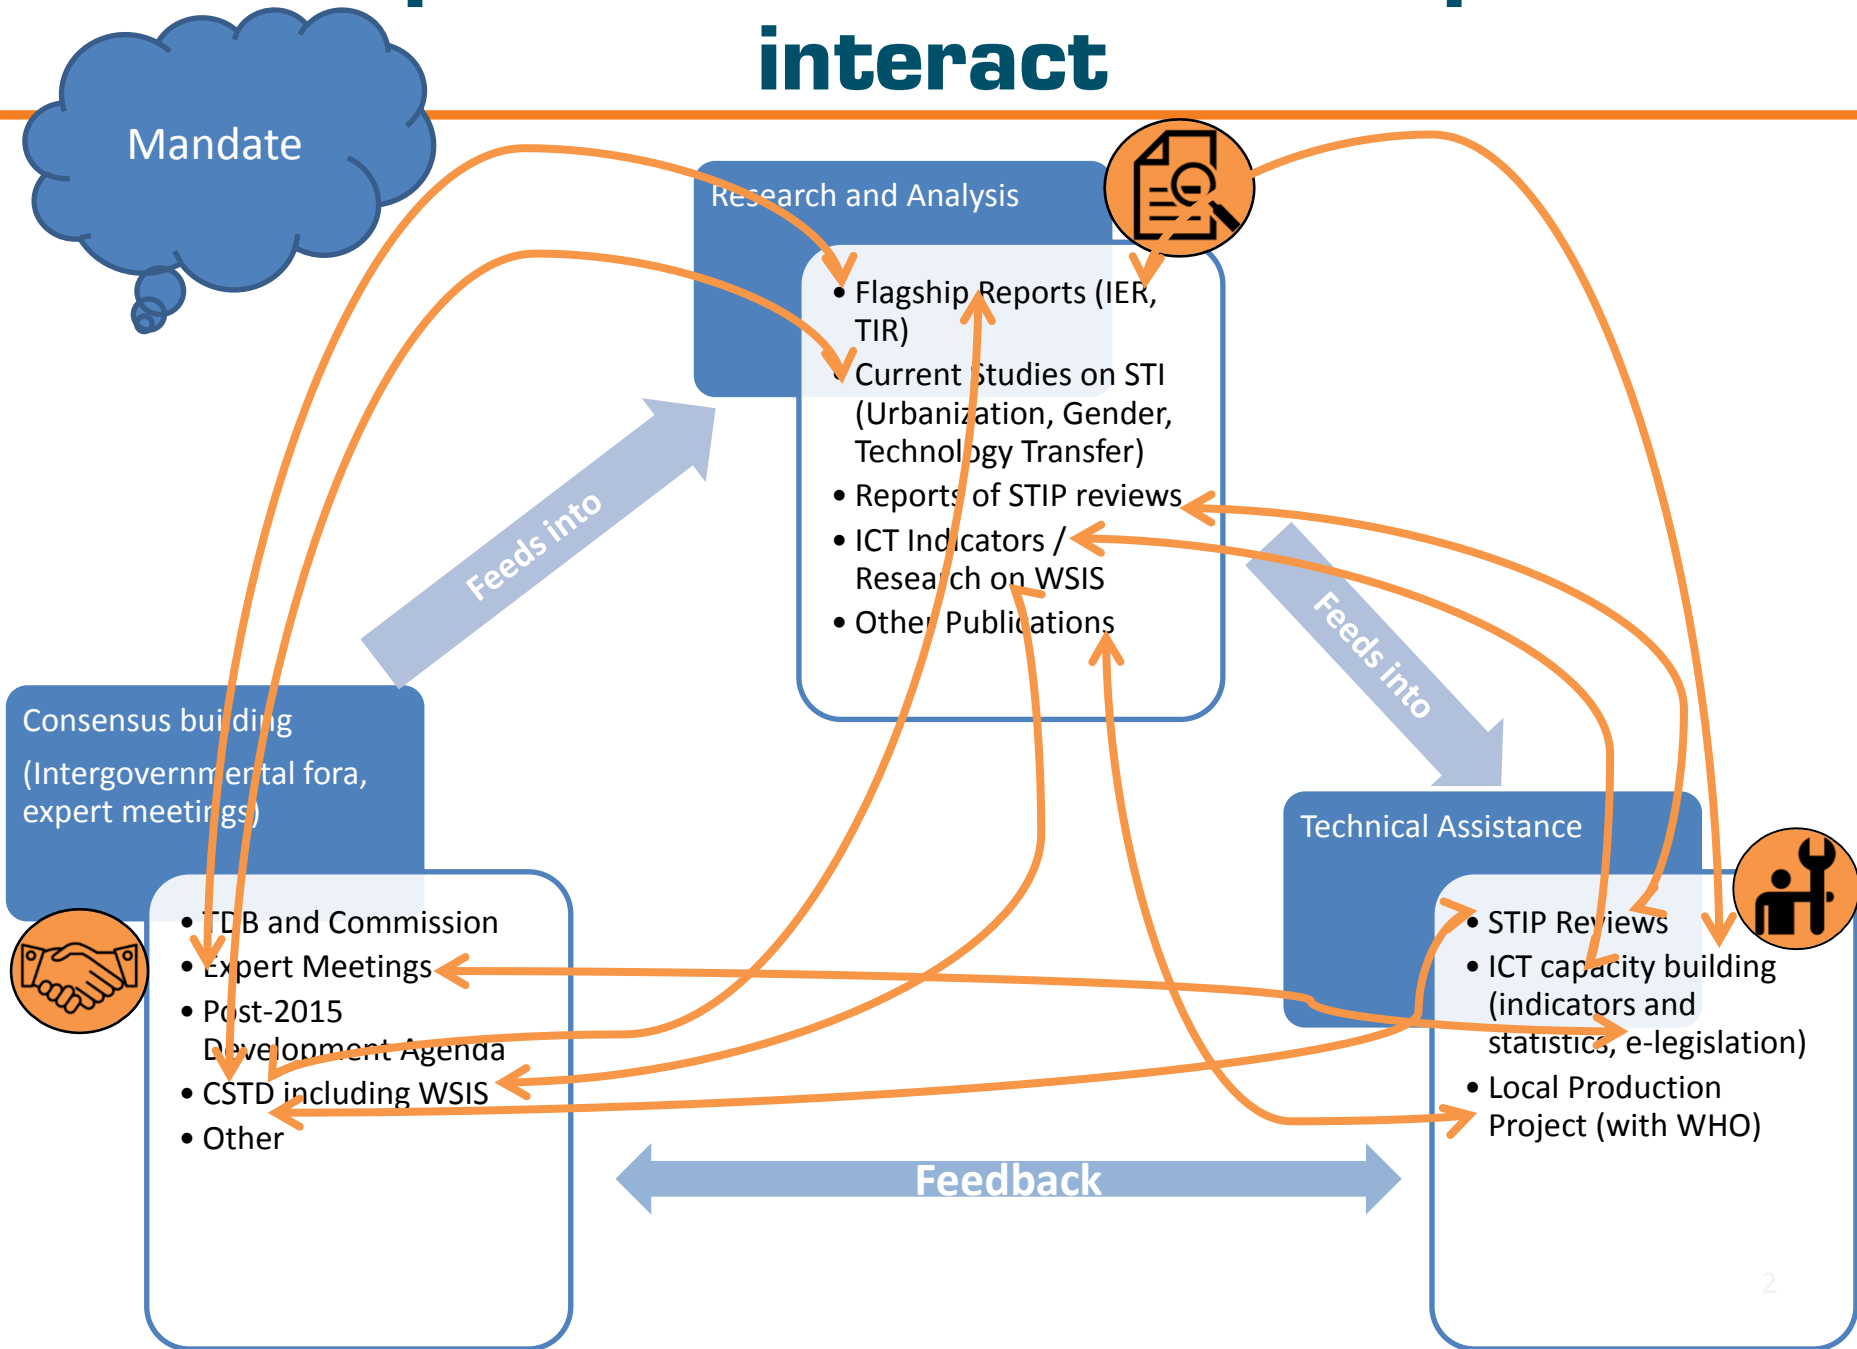 interact
Mandate
Research and Analysis
• Flagship Reports (IER,
TIR)
• Current Studies on STI
(Urbanization, Gender,
Technology Transfer)
• Reports of STIP reviews
• ICT Indicators /
Research on WSIS
• Other Publications
Feeds into
Feeds into
Consensus building
(Intergovernmental fora,
expert meetings)
• TDB and Commission
• Expert Meetings
• Post-2015
Development Agenda
• CSTD including WSIS
• Other
Technical Assistance
• STIP Reviews
• ICT capacity building
(indicators and
statistics, e-legislation)
• Local Production
Project (with WHO)
Feedback
2